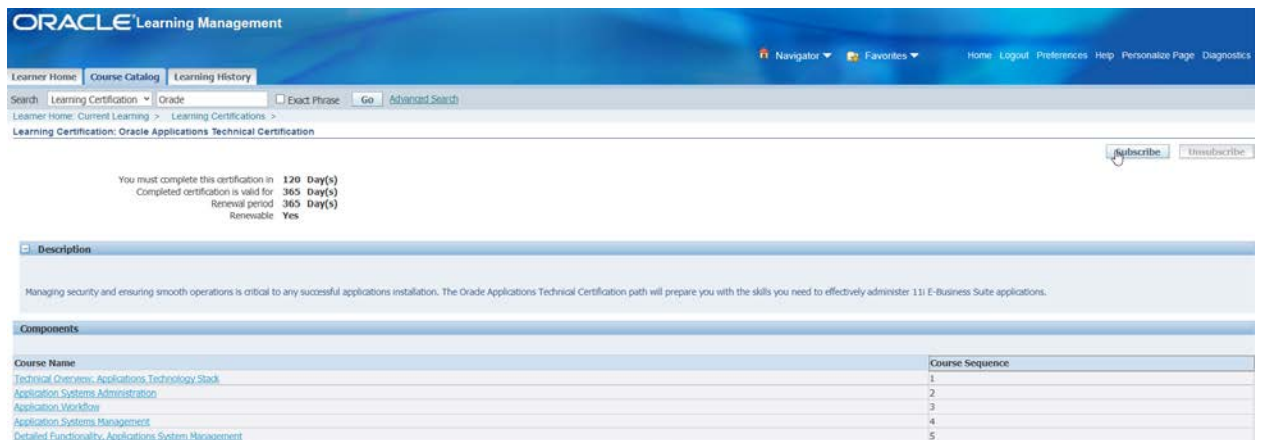 ORACLE Learning Management
Navigator Favorites Home Logout Preferences Help Personalize Page Diagnostics
Learner Home Course Catalog Learning History
Search Learning Certification Oracle Exact Phrase Go Advanced Search
Learner Home: Current Learning > Learning Certifications >
Learning Certification: Oracle Applications Technical Certification
Subscribe Unsubscribe
You must complete this certification in 120 Day(s)
Completed certification is valid for 365 Day(s)
Renewal period 365 Day(s)
Renewable Yes
Description
Managing security and ensuring smooth operations is critical to any successful applications installation. The Oracle Applications Technical Certification path will prepare you with the skills you need to effectively administer 11i E-Business Suite applications.
Components
Course Name Course Sequence
Technical Overview: Applications Technology Stack 1
Application Systems Administration 2
Application Workflow 3
Application Systems Management 4
Detailed Functionality: Applications System Management 5